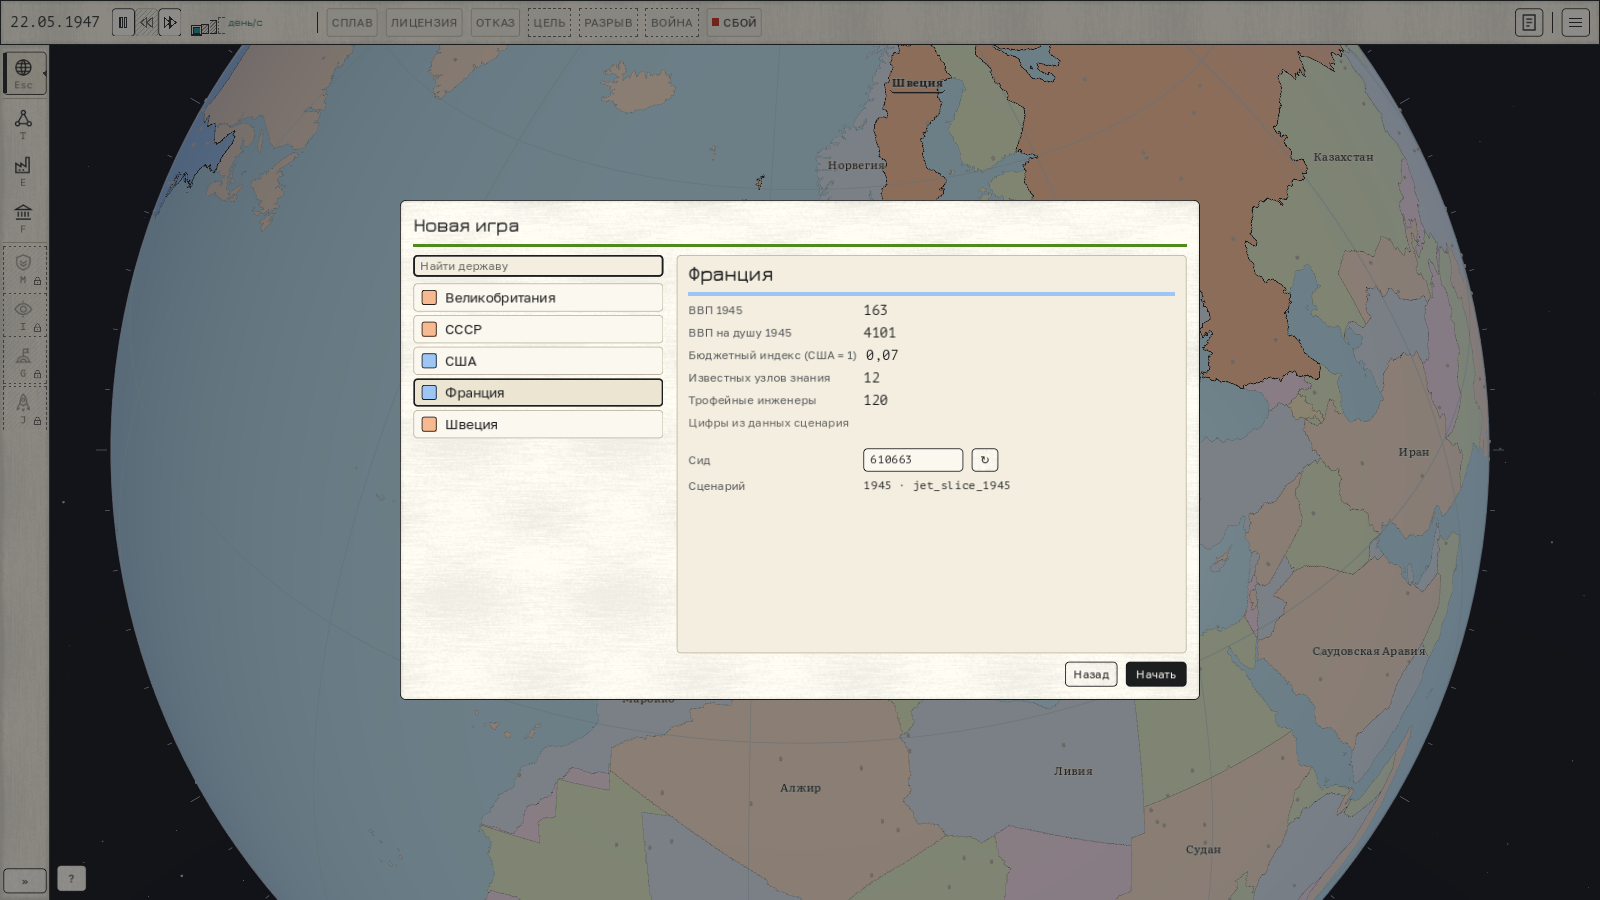 22.05.1947
день/с
СПЛАВ
ЛИЦЕНЗИЯ
ОТКАЗ
ЦЕЛЬ
РАЗРЫВ
ВОЙНА
СБОЙ
Esc
T
E
F
M
I
G
J
»
?
Швеция
Норвегия
Казахстан
Иран
Саудовская Аравия
Марокко
Алжир
Ливия
Судан
Новая игра
Найти державу
Великобритания
СССР
США
Франция
Швеция
Франция
ВВП 1945 163
ВВП на душу 1945 4101
Бюджетный индекс (США = 1) 0,07
Известных узлов знания 12
Трофейные инженеры 120
Цифры из данных сценария
Сид 610663 ↻
Сценарий 1945 · jet_slice_1945
Назад
Начать